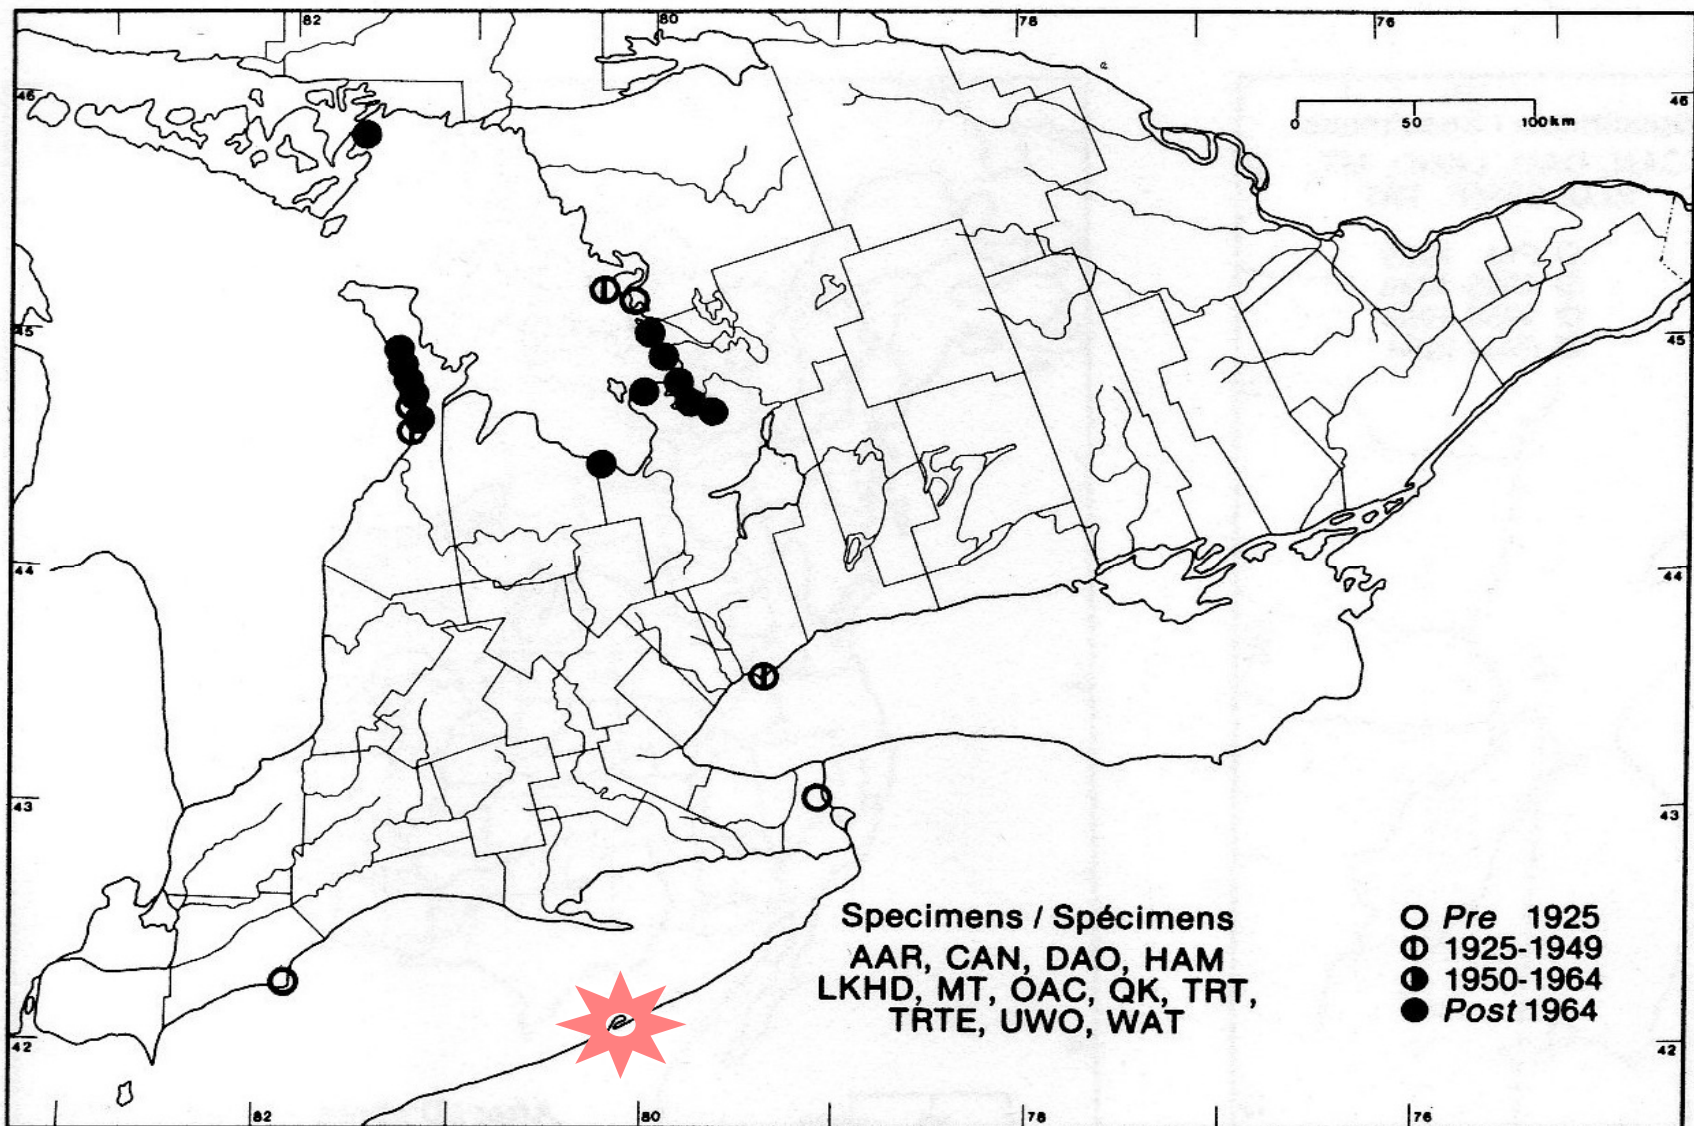 82 80 78 76
46 46
0 50 100 km
45 45
44 44
43 43
Specimens / Spécimens
AAR, CAN, DAO, HAM
LKHD, MT, OAC, QK, TRT,
TRTE, UWO, WAT
Pre 1925
1925-1949
1950-1964
Post 1964
42 42
82 80 78 76